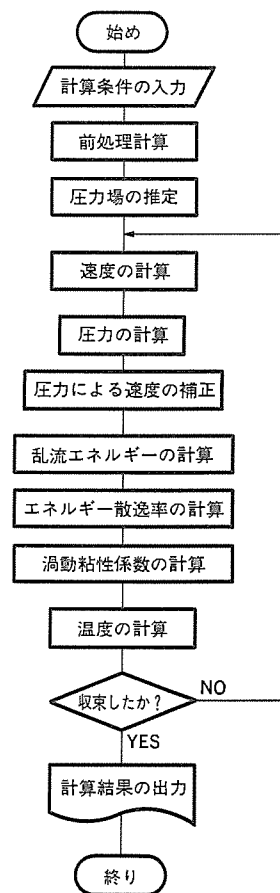 始め
計算条件の入力
前処理計算
圧力場の推定
速度の計算
圧力の計算
圧力による速度の補正
乱流エネルギーの計算
エネルギー散逸率の計算
渦動粘性係数の計算
温度の計算
収束したか？
NO
YES
計算結果の出力
終り